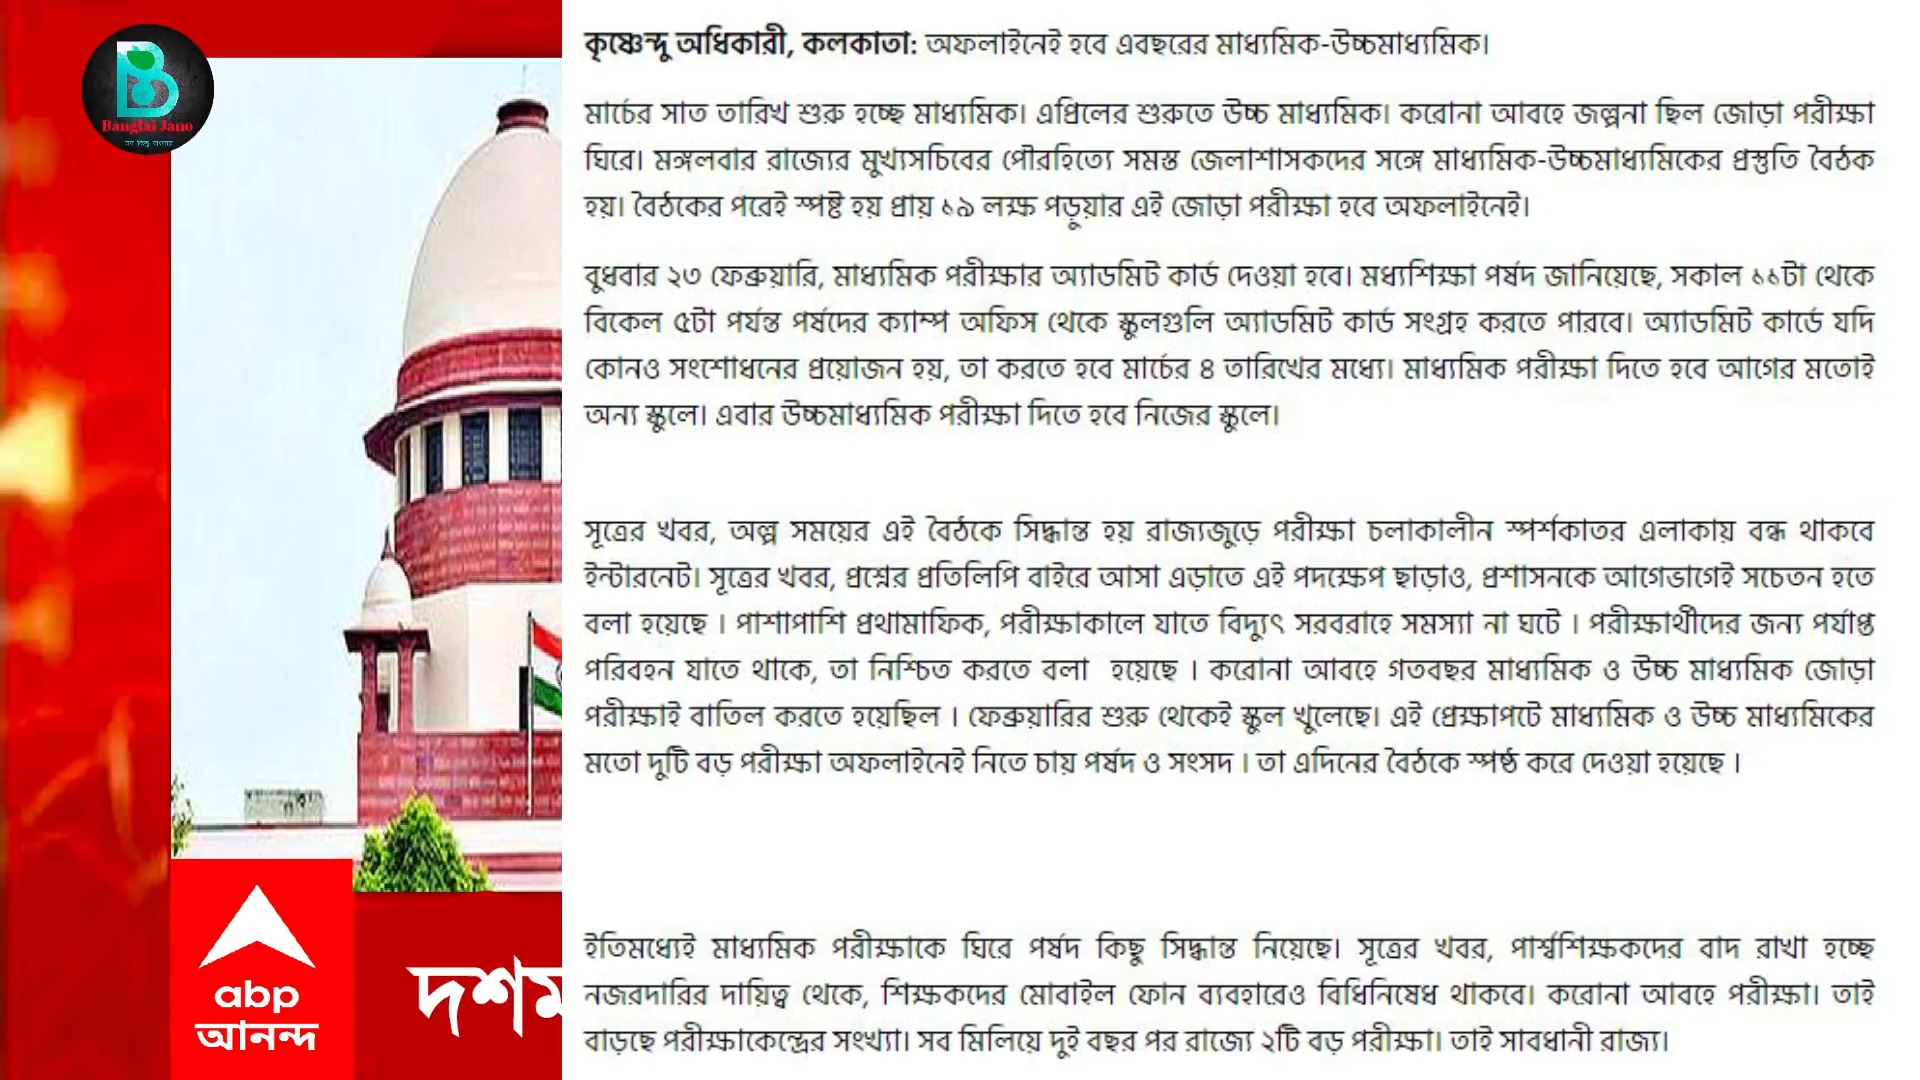 Banglai Jano
কৃষ্ণেন্দু অধিকারী, কলকাতা: অফলাইনেই হবে এবছরের মাধ্যমিক-উচ্চমাধ্যমিক।
মার্চের সাত তারিখ শুরু হচ্ছে মাধ্যমিক। এপ্রিলের শুরুতে উচ্চ মাধ্যমিক। করোনা আবহে জল্পনা ছিল জোড়া পরীক্ষা
ঘিরে। মঙ্গলবার রাজ্যের মুখ্যসচিবের পৌরহিত্যে সমস্ত জেলাশাসকদের সঙ্গে মাধ্যমিক-উচ্চমাধ্যমিকের প্রস্তুতি বৈঠক
হয়। বৈঠকের পরেই স্পষ্ট হয় প্রায় ১৯ লক্ষ পড়ুয়ার এই জোড়া পরীক্ষা হবে অফলাইনেই।
বুধবার ২৩ ফেব্রুয়ারি, মাধ্যমিক পরীক্ষার অ্যাডমিট কার্ড দেওয়া হবে। মধ্যশিক্ষা পর্ষদ জানিয়েছে, সকাল ১১টা থেকে
বিকেল ৫টা পর্যন্ত পর্ষদের ক্যাম্প অফিস থেকে স্কুলগুলি অ্যাডমিট কার্ড সংগ্রহ করতে পারবে। অ্যাডমিট কার্ডে যদি
কোনও সংশোধনের প্রয়োজন হয়, তা করতে হবে মার্চের ৪ তারিখের মধ্যে। মাধ্যমিক পরীক্ষা দিতে হবে আগের মতোই
অন্য স্কুলে। এবার উচ্চমাধ্যমিক পরীক্ষা দিতে হবে নিজের স্কুলে।
সূত্রের খবর, অল্প সময়ের এই বৈঠকে সিদ্ধান্ত হয় রাজ্যজুড়ে পরীক্ষা চলাকালীন স্পর্শকাতর এলাকায় বন্ধ থাকবে
ইন্টারনেট। সূত্রের খবর, প্রশ্নের প্রতিলিপি বাইরে আসা এড়াতে এই পদক্ষেপ ছাড়াও, প্রশাসনকে আগেভাগেই সচেতন হতে
বলা হয়েছে । পাশাপাশি প্রথামাফিক, পরীক্ষাকালে যাতে বিদ্যুৎ সরবরাহে সমস্যা না ঘটে । পরীক্ষার্থীদের জন্য পর্যাপ্ত
পরিবহন যাতে থাকে, তা নিশ্চিত করতে বলা হয়েছে । করোনা আবহে গতবছর মাধ্যমিক ও উচ্চ মাধ্যমিক জোড়া
পরীক্ষাই বাতিল করতে হয়েছিল । ফেব্রুয়ারির শুরু থেকেই স্কুল খুলেছে। এই প্রেক্ষাপটে মাধ্যমিক ও উচ্চ মাধ্যমিকের
মতো দুটি বড় পরীক্ষা অফলাইনেই নিতে চায় পর্ষদ ও সংসদ । তা এদিনের বৈঠকে স্পষ্ঠ করে দেওয়া হয়েছে ।
ইতিমধ্যেই মাধ্যমিক পরীক্ষাকে ঘিরে পর্ষদ কিছু সিদ্ধান্ত নিয়েছে। সূত্রের খবর, পার্শ্বশিক্ষকদের বাদ রাখা হচ্ছে
নজরদারির দায়িত্ব থেকে, শিক্ষকদের মোবাইল ফোন ব্যবহারেও বিধিনিষেধ থাকবে। করোনা আবহে পরীক্ষা। তাই
বাড়ছে পরীক্ষাকেন্দ্রের সংখ্যা। সব মিলিয়ে দুই বছর পর রাজ্যে ২টি বড় পরীক্ষা। তাই সাবধানী রাজ্য।
abp
আনন্দ
দশম